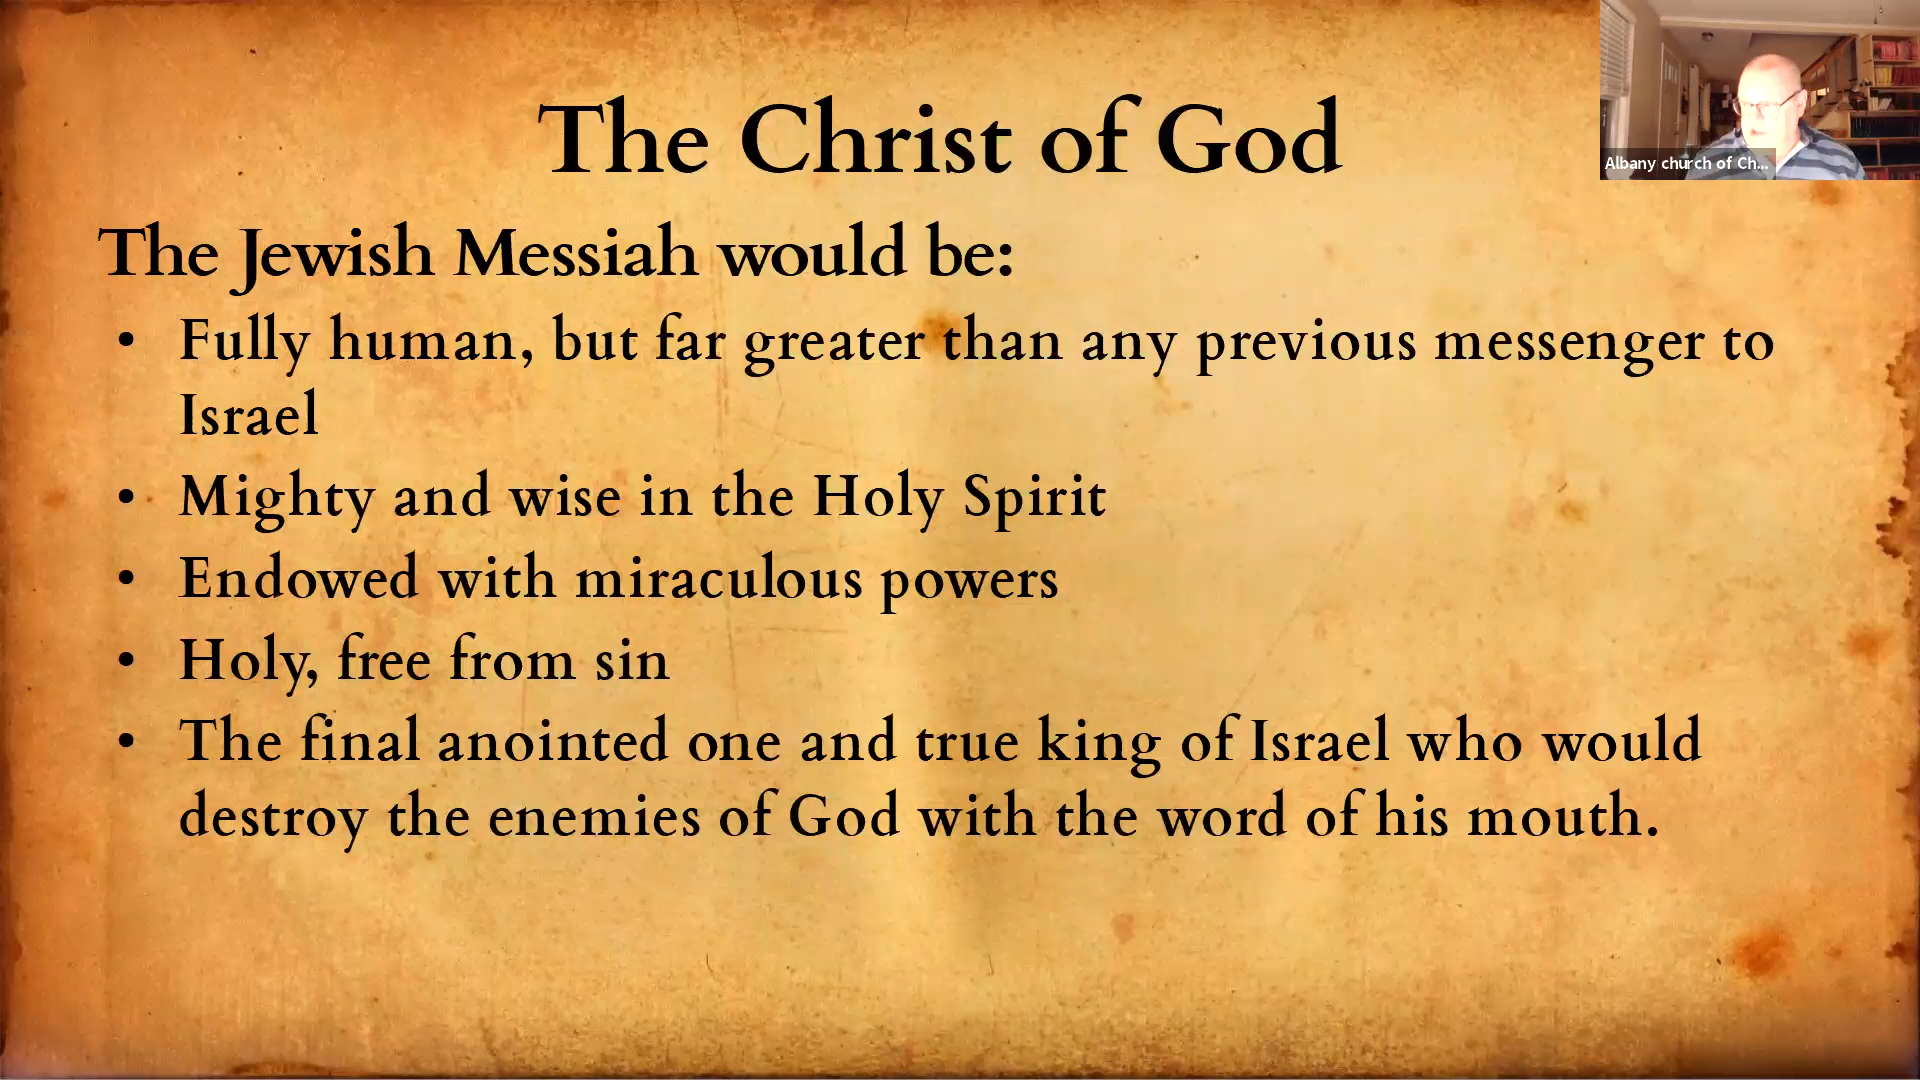 The Christ of God
Albany church of Ch...
The Jewish Messiah would be:
• Fully human, but far greater than any previous messenger to
Israel
• Mighty and wise in the Holy Spirit
• Endowed with miraculous powers
• Holy, free from sin
• The final anointed one and true king of Israel who would
destroy the enemies of God with the word of his mouth.